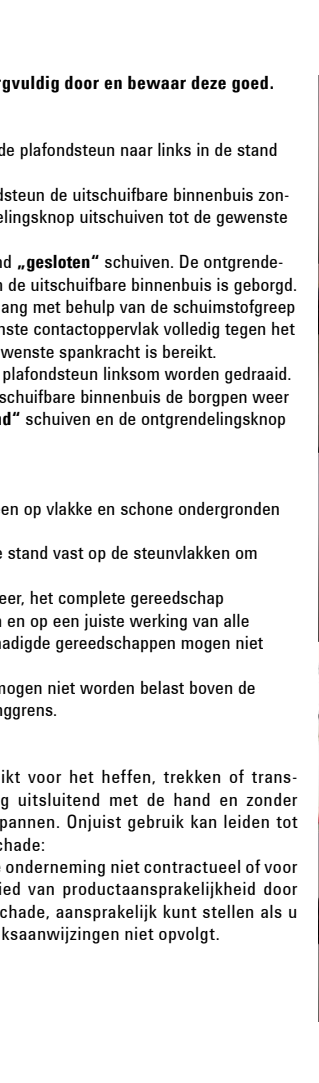 rgvuldig door en bewaar deze goed.
de plafondsteun naar links in de stand
dsteun de uitschuifbare binnenbuis zon-
elingsknop uitschuiven tot de gewenste
nd „gesloten“ schuiven. De ontgrende-
n de uitschuifbare binnenbuis is geborgd.
lang met behulp van de schuimstofgreep
nste contactoppervlak volledig tegen het
wenste spankracht is bereikt.
plafondsteun linksom worden gedraaid.
schuifbare binnenbuis de borgpen weer
nd“ schuiven en de ontgrendelingsknop
een op vlakke en schone ondergronden
e stand vast op de steunvlakken om
eer, het complete gereedschap
n en op een juiste werking van alle
nadigde gereedschappen mogen niet
mogen niet worden belast boven de
nggrens.
ikt voor het heffen, trekken of trans-
g uitsluitend met de hand en zonder
pannen. Onjuist gebruik kan leiden tot
chade:
e onderneming niet contractueel of voor
ied van productaansprakelijkheid door
chade, aansprakelijk kunt stellen als u
iksaanwijzingen niet opvolgt.